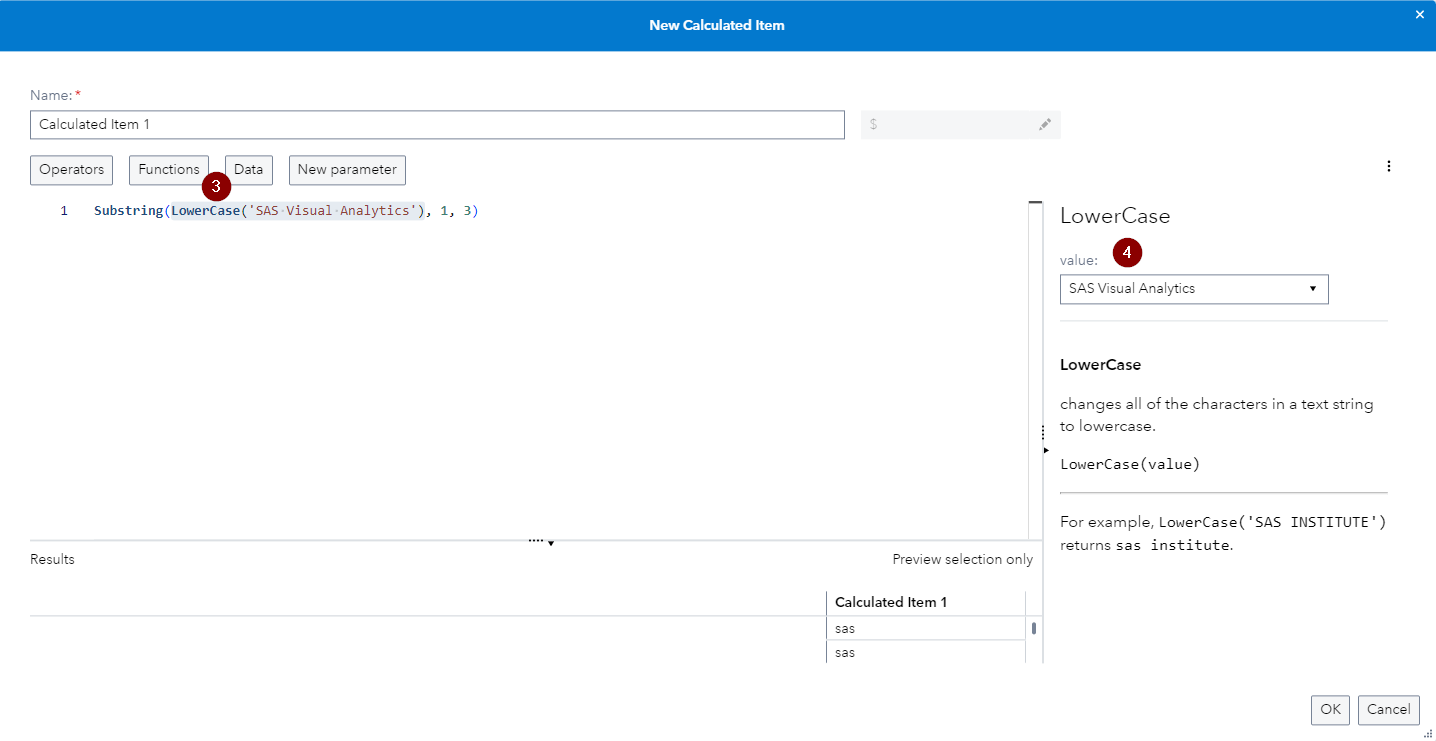 New Calculated Item
Name: *
Calculated Item 1
$
Operators Functions Data New parameter
3
1 Substring(LowerCase('SAS·Visual·Analytics'), 1, 3)
LowerCase
value:
4
SAS Visual Analytics
LowerCase
changes all of the characters in a text string
to lowercase.
LowerCase(value)
For example, LowerCase('SAS INSTITUTE')
returns sas institute.
Results Preview selection only
Calculated Item 1
sas
sas
OK Cancel